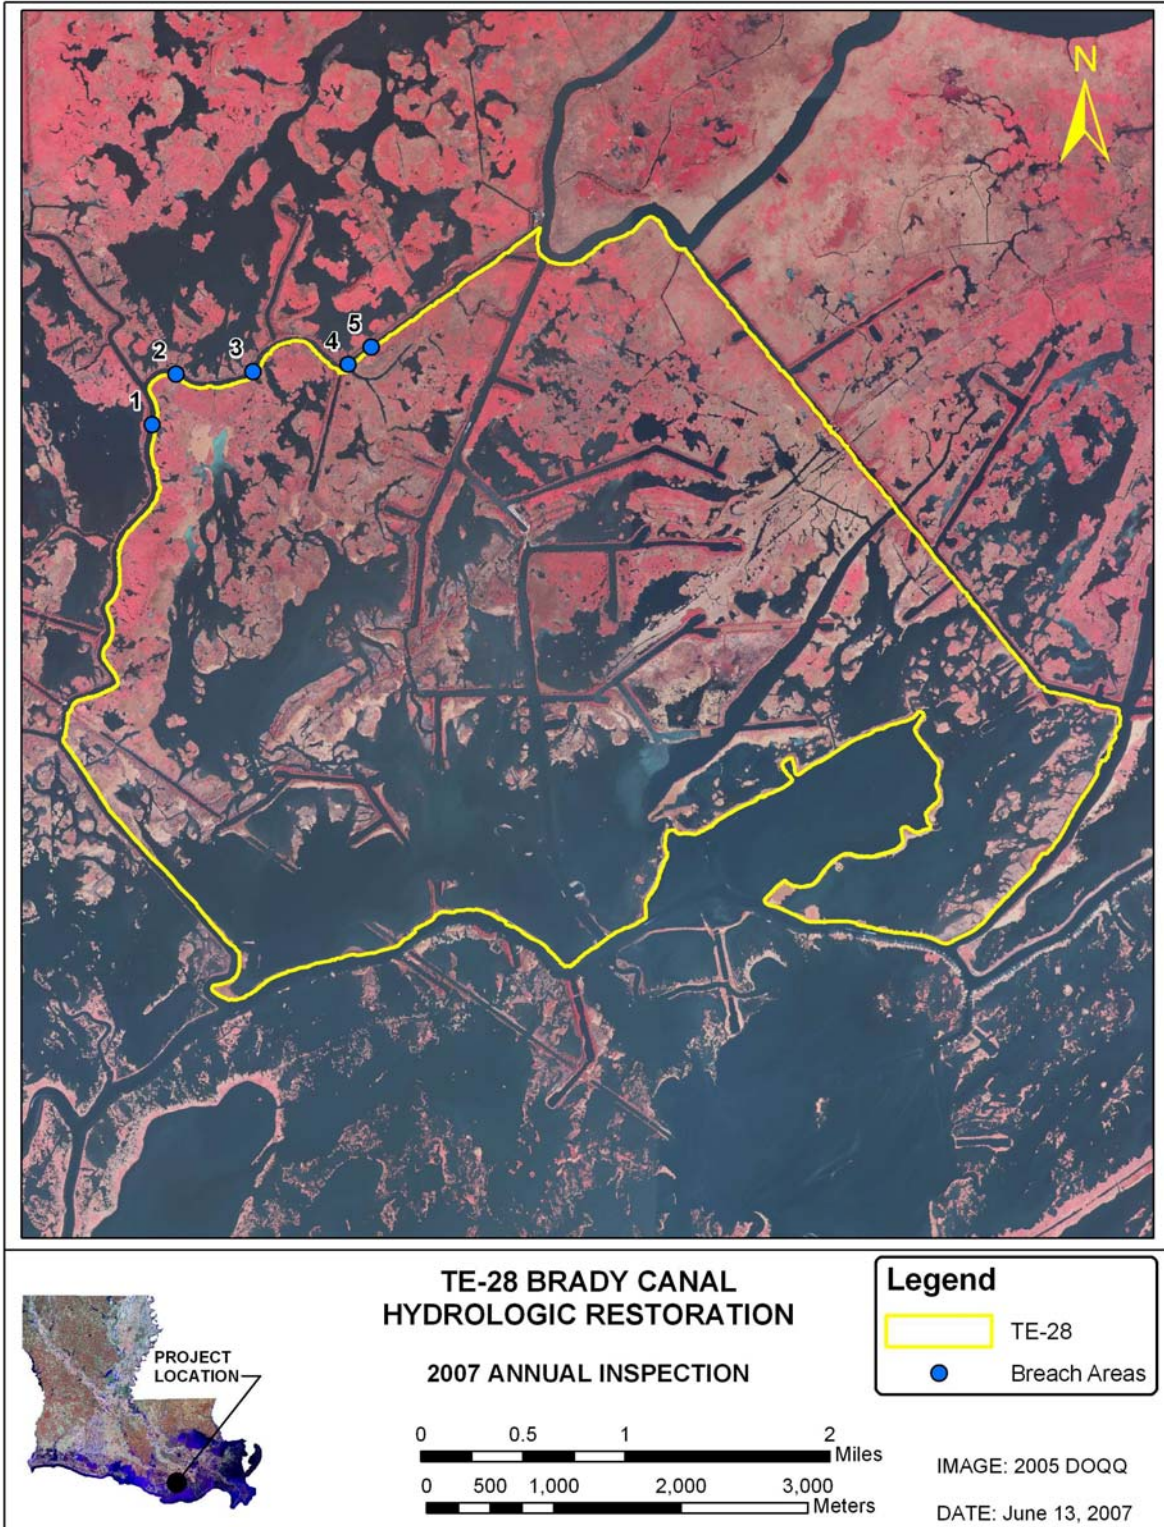 N
5
4
3
2
1
TE-28 BRADY CANAL
HYDROLOGIC RESTORATION
2007 ANNUAL INSPECTION
PROJECT
LOCATION
Legend
TE-28
Breach Areas
0 0.5 1 2
Miles
0 500 1,000 2,000 3,000
Meters
IMAGE: 2005 DOQQ
DATE: June 13, 2007